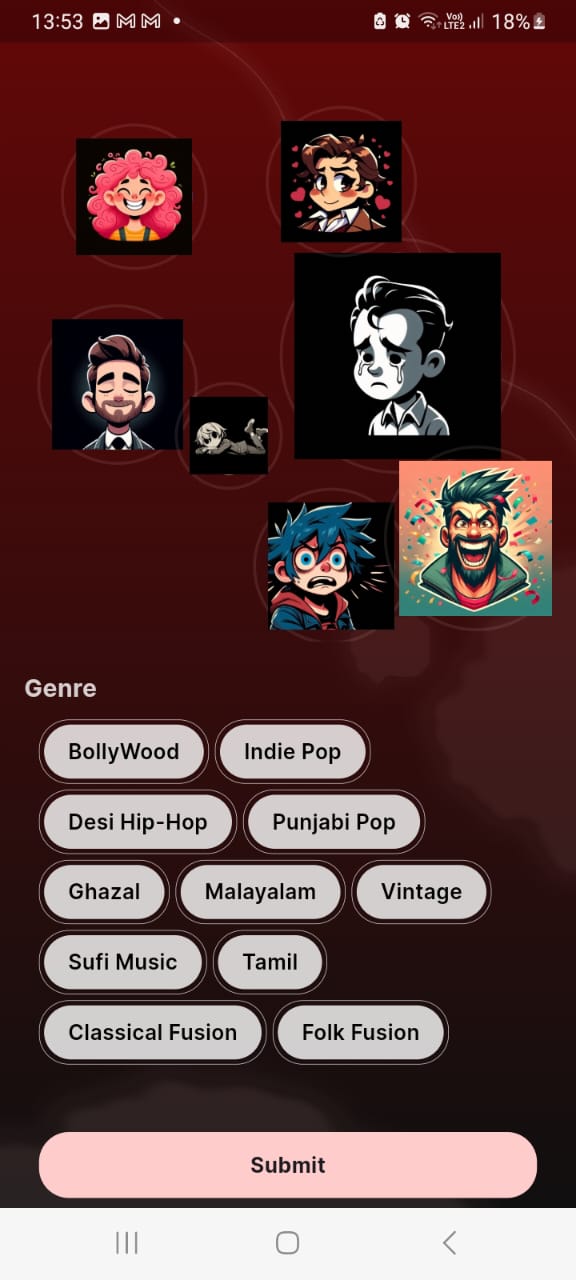 13:53 Vo)) LTE2 18%
Genre
BollyWood Indie Pop
Desi Hip-Hop Punjabi Pop
Ghazal Malayalam Vintage
Sufi Music Tamil
Classical Fusion Folk Fusion
Submit